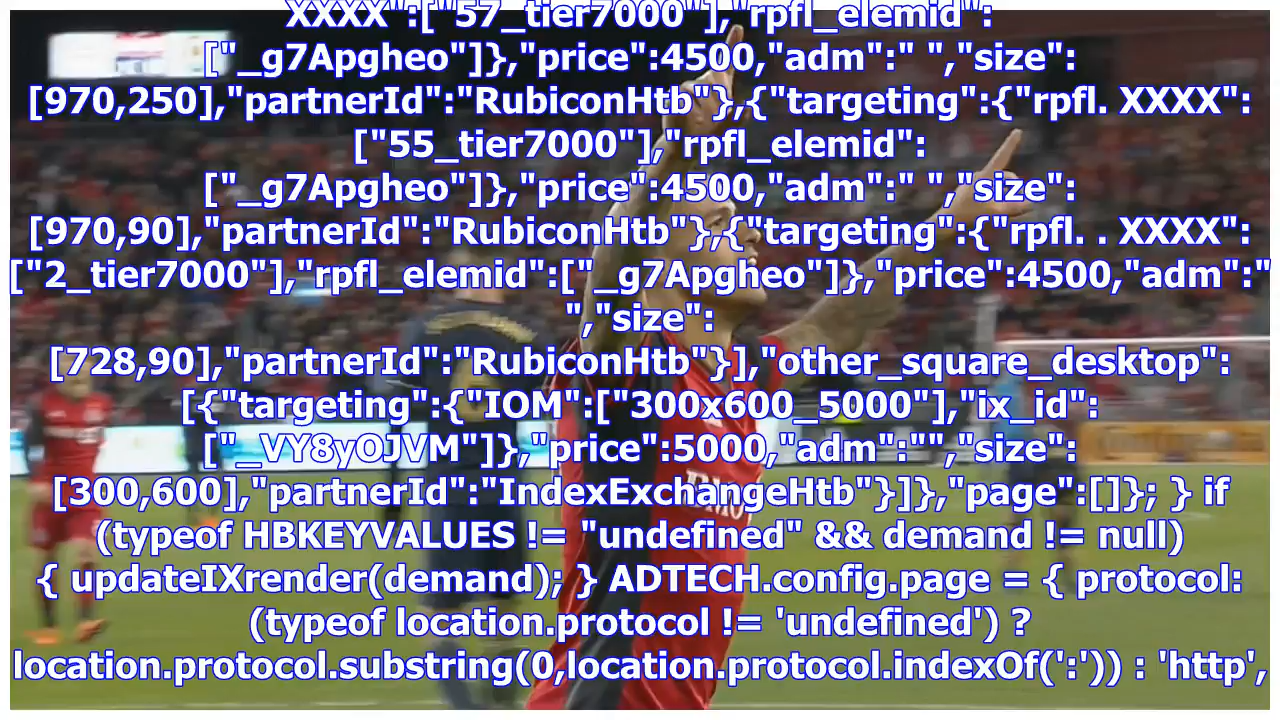 XXXX":["57_tier7000"],"rpfl_elemid":
["_g7Apgheo"]},"price":4500,"adm":" ","size":
[970,250],"partnerId":"RubiconHtb"},{"targeting":{"rpfl. XXXX":
["55_tier7000"],"rpfl_elemid":
["_g7Apgheo"]},"price":4500,"adm":" ","size":
[970,90],"partnerId":"RubiconHtb"},{"targeting":{"rpfl. . XXXX":
["2_tier7000"],"rpfl_elemid":["_g7Apgheo"]},"price":4500,"adm":"
","size":
[728,90],"partnerId":"RubiconHtb"}],"other_square_desktop":
[{"targeting":{"IOM":["300x600_5000"],"ix_id":
["_VY8yOJVM"]},"price":5000,"adm":"","size":
[300,600],"partnerId":"IndexExchangeHtb"}]},"page":[]}; } if
(typeof HBKEYVALUES != "undefined" && demand != null)
{ updateIXrender(demand); } ADTECH.config.page = { protocol:
(typeof location.protocol != 'undefined') ?
location.protocol.substring(0,location.protocol.indexOf(':')) : 'http',